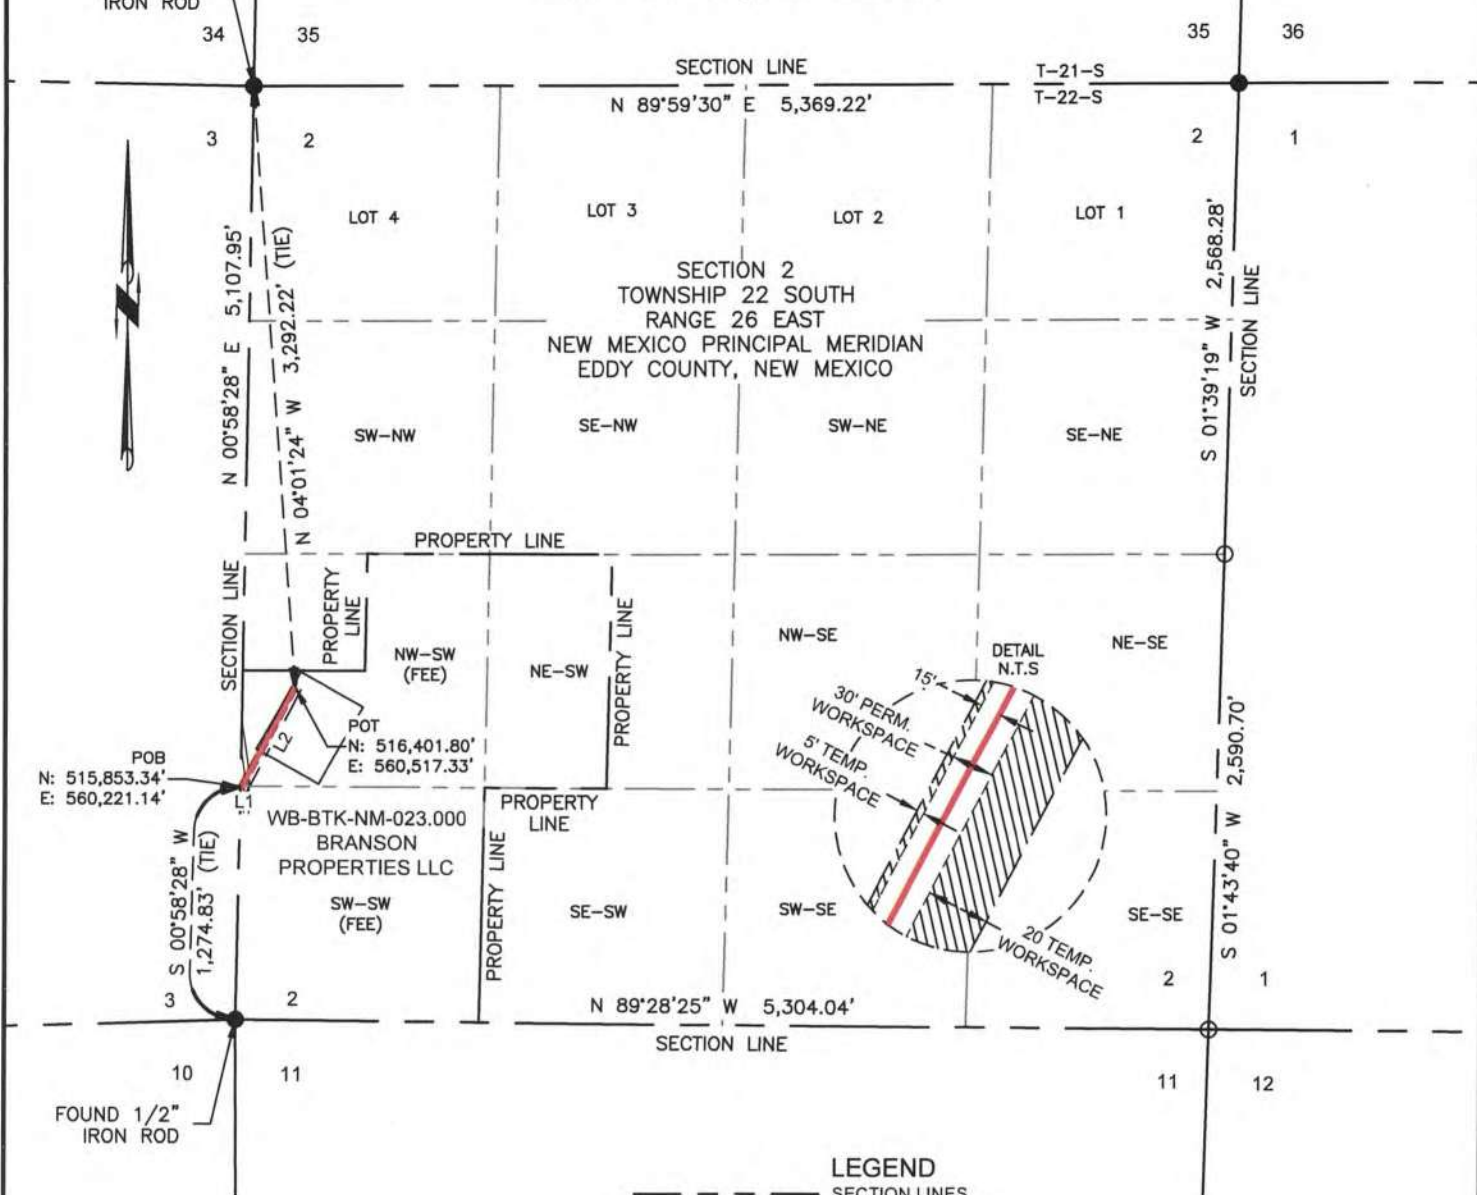 IRON ROD
34
35
35
36
SECTION LINE
N 89°59'30" E 5,369.22'
T-21-S
T-22-S
3
2
2
1
LOT 4
LOT 3
LOT 2
LOT 1
N 00°58'28" E 5,107.95'
N 04°01'24" W 3,292.22' (TIE)
SECTION 2
TOWNSHIP 22 SOUTH
RANGE 26 EAST
NEW MEXICO PRINCIPAL MERIDIAN
EDDY COUNTY, NEW MEXICO
S 01°39'19" W 2,568.28'
SECTION LINE
SW-NW
SE-NW
SW-NE
SE-NE
PROPERTY LINE
SECTION LINE
PROPERTY
LINE
NW-SW
(FEE)
NE-SW
PROPERTY LINE
NW-SE
NE-SE
DETAIL
N.T.S
15'
30' PERM.
WORKSPACE
5' TEMP.
WORKSPACE
20 TEMP.
WORKSPACE
POT
N: 516,401.80'
E: 560,517.33'
L2
POB
N: 515,853.34'
E: 560,221.14'
L1
WB-BTK-NM-023.000
BRANSON
PROPERTIES LLC
PROPERTY
LINE
S 00°58'28" W
1,274.83' (TIE)
SW-SW
(FEE)
PROPERTY LINE
SE-SW
SW-SE
SE-SE
S 01°43'40" W 2,590.70'
3
2
2
1
N 89°28'25" W 5,304.04'
SECTION LINE
10
11
11
12
FOUND 1/2"
IRON ROD
LEGEND
SECTION LINES